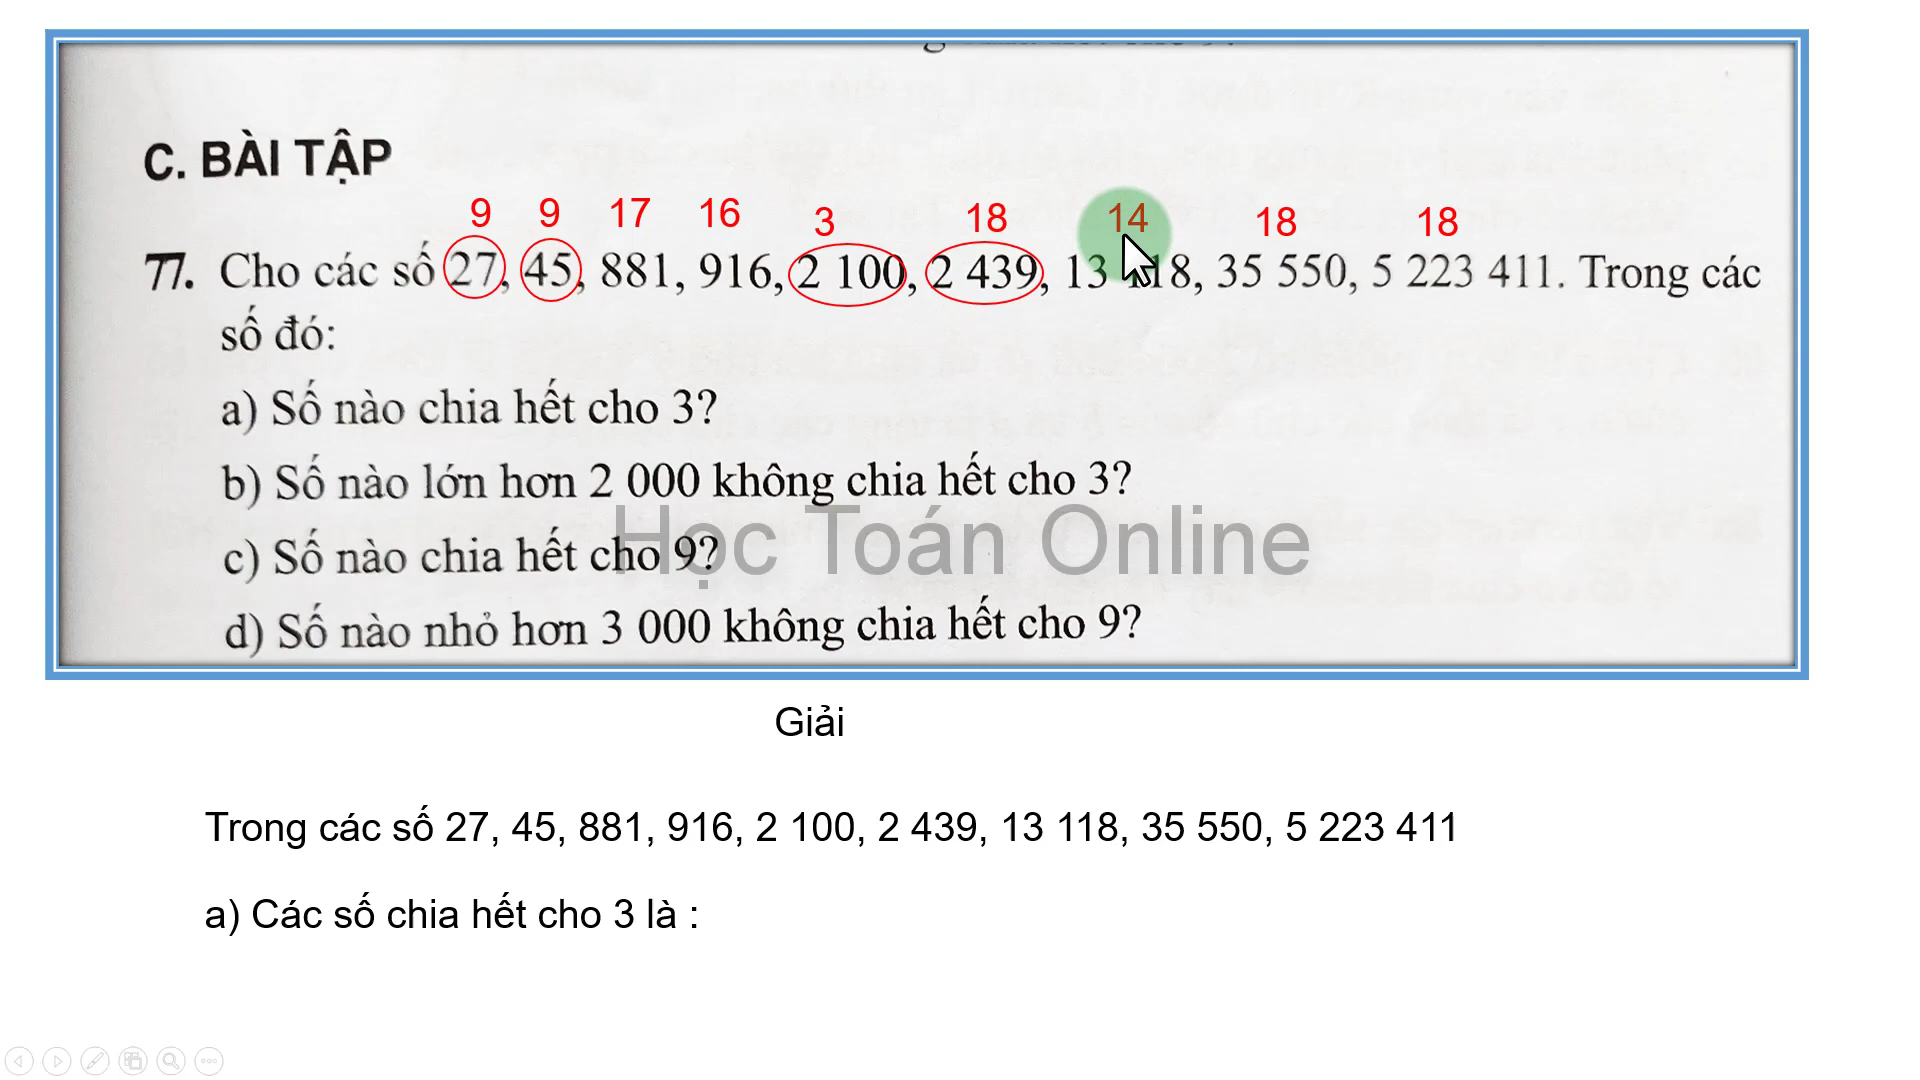 C. BÀI TẬP
9 9 17 16 3 18 14 18 18
77. Cho các số 27, 45, 881, 916, 2 100, 2 439, 13 118, 35 550, 5 223 411. Trong các
số đó:
a) Số nào chia hết cho 3?
b) Số nào lớn hơn 2 000 không chia hết cho 3?
Học Toán Online
c) Số nào chia hết cho 9?
d) Số nào nhỏ hơn 3 000 không chia hết cho 9?
Giải
Trong các số 27, 45, 881, 916, 2 100, 2 439, 13 118, 35 550, 5 223 411
a) Các số chia hết cho 3 là :